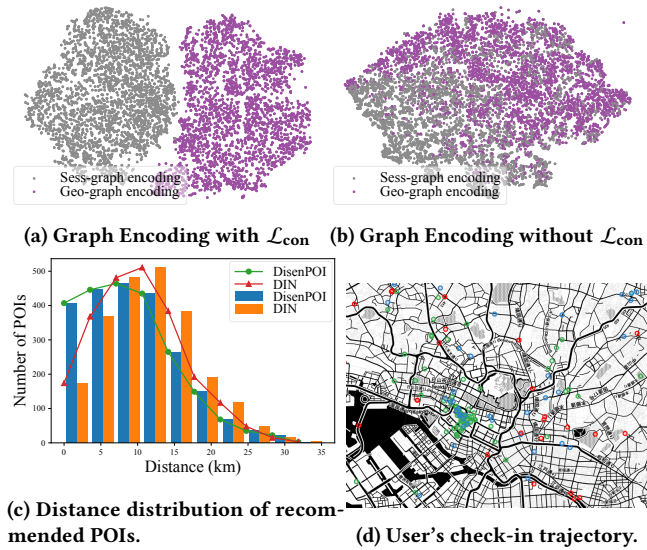 Sess-graph encoding
Geo-graph encoding
Sess-graph encoding
Geo-graph encoding
(a) Graph Encoding with ℒcon
(b) Graph Encoding without ℒcon
500
400
300
200
100
0
Number of POIs
DisenPOI
DIN
DisenPOI
DIN
0 5 10 15 20 25 30 35
Distance (km)
(c) Distance distribution of recom-
mended POIs.
(d) User's check-in trajectory.